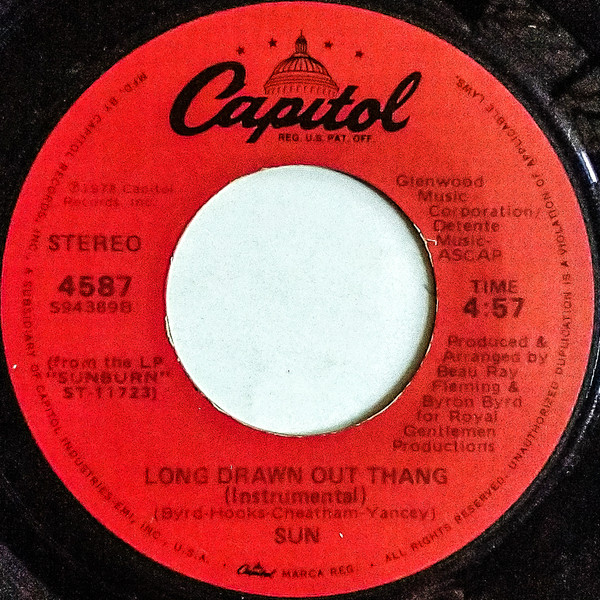 Capitol
REG. U.S. PAT. OFF
MFD. BY CAPITOL RECORDS, INC., A SUBSIDIARY OF CAPITOL INDUSTRIES-EMI, INC., U.S.A. • Capitol MARCA REG. • ALL RIGHTS RESERVED. UNAUTHORIZED DUPLICATION IS A VIOLATION OF APPLICABLE LAWS.
℗1978 Capitol
Records Inc.
STEREO
4587
S94389B
(from the LP
"SUNBURN"
ST-11723)
Glenwood
Music
Corporation/
Detente
Music-
ASCAP
TIME
4:57
Produced &
Arranged by
Beau Ray
Fleming &
Byron Byrd
for Royal
Gentlemen
Productions
LONG DRAWN OUT THANG
(Instrumental)
(Byrd-Hooks-Cheatham-Yancey)
SUN